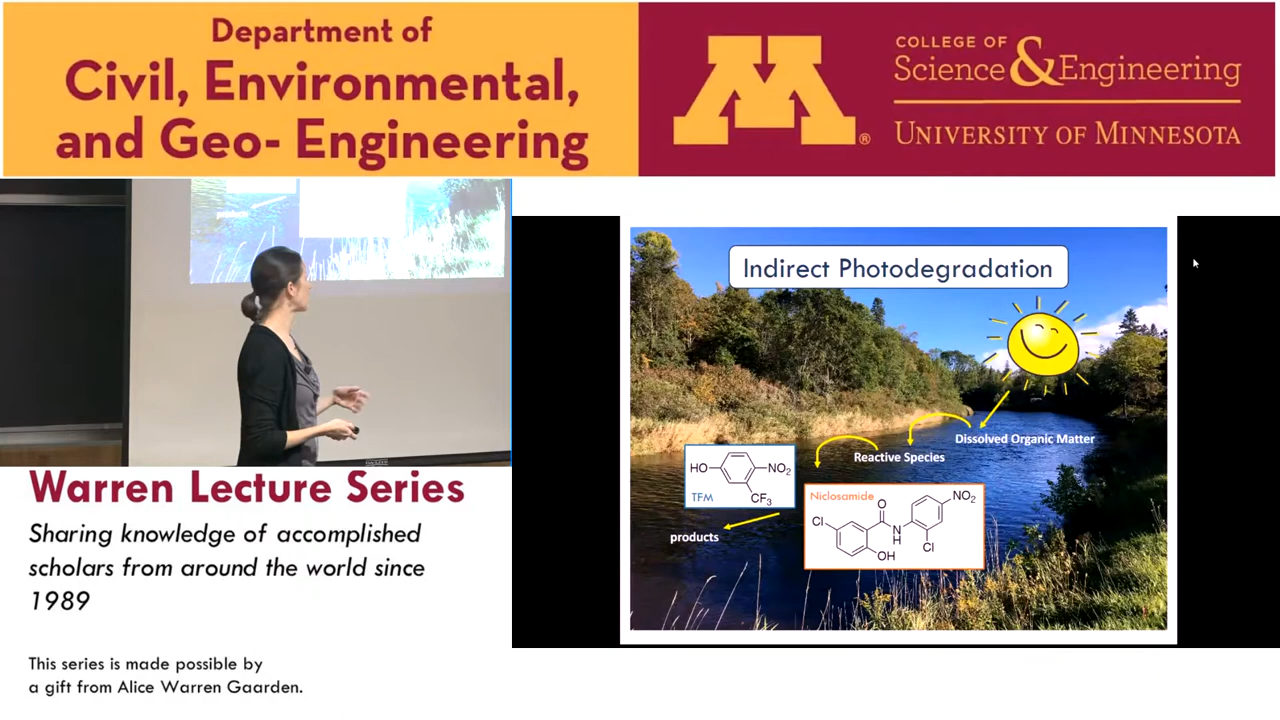 Department of
Civil, Environmental,
and Geo- Engineering
COLLEGE OF
Science & Engineering
UNIVERSITY OF MINNESOTA
M®
products
Warren Lecture Series
Sharing knowledge of accomplished
scholars from around the world since
1989
This series is made possible by
a gift from Alice Warren Gaarden.
Indirect Photodegradation
Dissolved Organic Matter
Reactive Species
HO
NO2
CF3
TFM
products
Niclosamide
NO2
O
Cl
N
H
Cl
OH